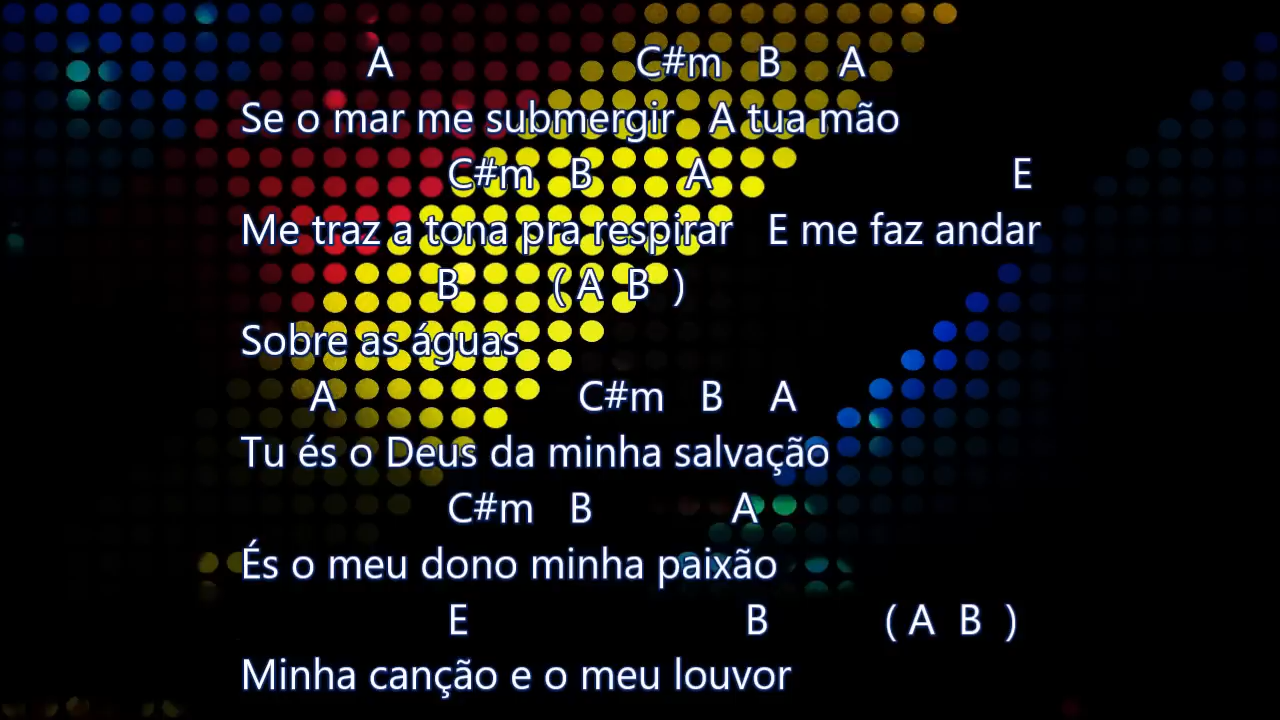 A C#m B A
Se o mar me submergir A tua mão
C#m B A E
Me traz a tona pra respirar E me faz andar
B ( A B )
Sobre as águas
A C#m B A
Tu és o Deus da minha salvação
C#m B A
És o meu dono minha paixão
E B ( A B )
Minha canção e o meu louvor